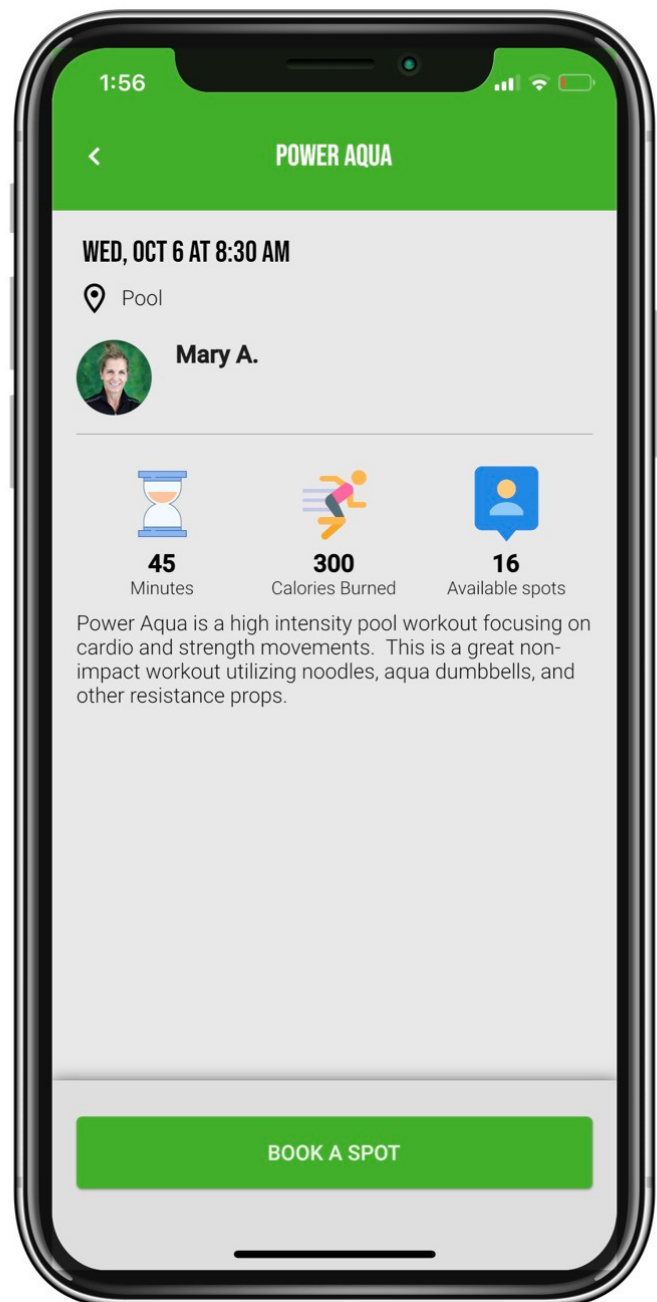 1:56
POWER AQUA
WED, OCT 6 AT 8:30 AM
Pool
Mary A.
45
Minutes
300
Calories Burned
16
Available spots
Power Aqua is a high intensity pool workout focusing on
cardio and strength movements.  This is a great non-
impact workout utilizing noodles, aqua dumbbells, and
other resistance props.
BOOK A SPOT